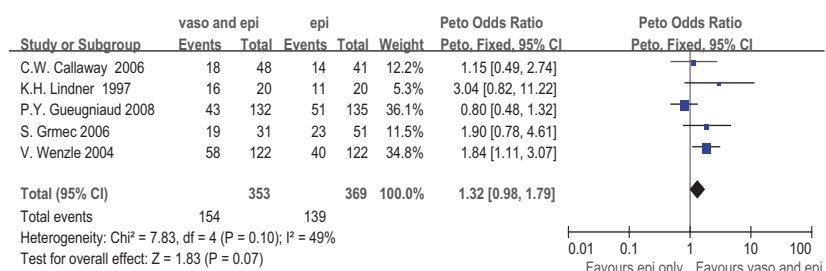 vaso and epi epi Peto Odds Ratio Peto Odds Ratio
Study or Subgroup Events Total Events Total Weight Peto, Fixed, 95% CI Peto, Fixed, 95% CI
C.W. Callaway 2006 18 48 14 41 12.2% 1.15 [0.49, 2.74]
K.H. Lindner 1997 16 20 11 20 5.3% 3.04 [0.82, 11.22]
P.Y. Gueugniaud 2008 43 132 51 135 36.1% 0.80 [0.48, 1.32]
S. Grmec 2006 19 31 23 51 11.5% 1.90 [0.78, 4.61]
V. Wenzle 2004 58 122 40 122 34.8% 1.84 [1.11, 3.07]
Total (95% CI) 353 369 100.0% 1.32 [0.98, 1.79]
Total events 154 139
Heterogeneity: Chi² = 7.83, df = 4 (P = 0.10); I² = 49%
Test for overall effect: Z = 1.83 (P = 0.07)
0.01 0.1 1 10 100
Favours epi only Favours vaso and epi